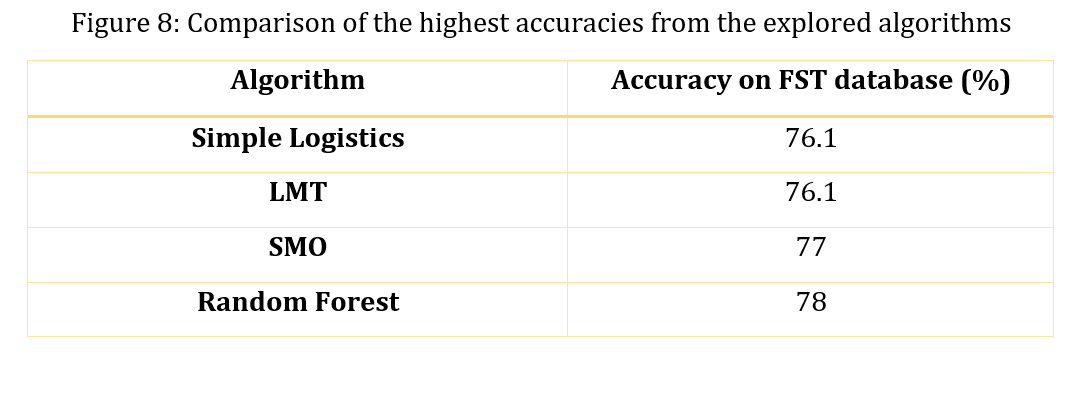 Figure 8: Comparison of the highest accuracies from the explored algorithms
Algorithm Accuracy on FST database (%)
Simple Logistics 76.1
LMT 76.1
SMO 77
Random Forest 78